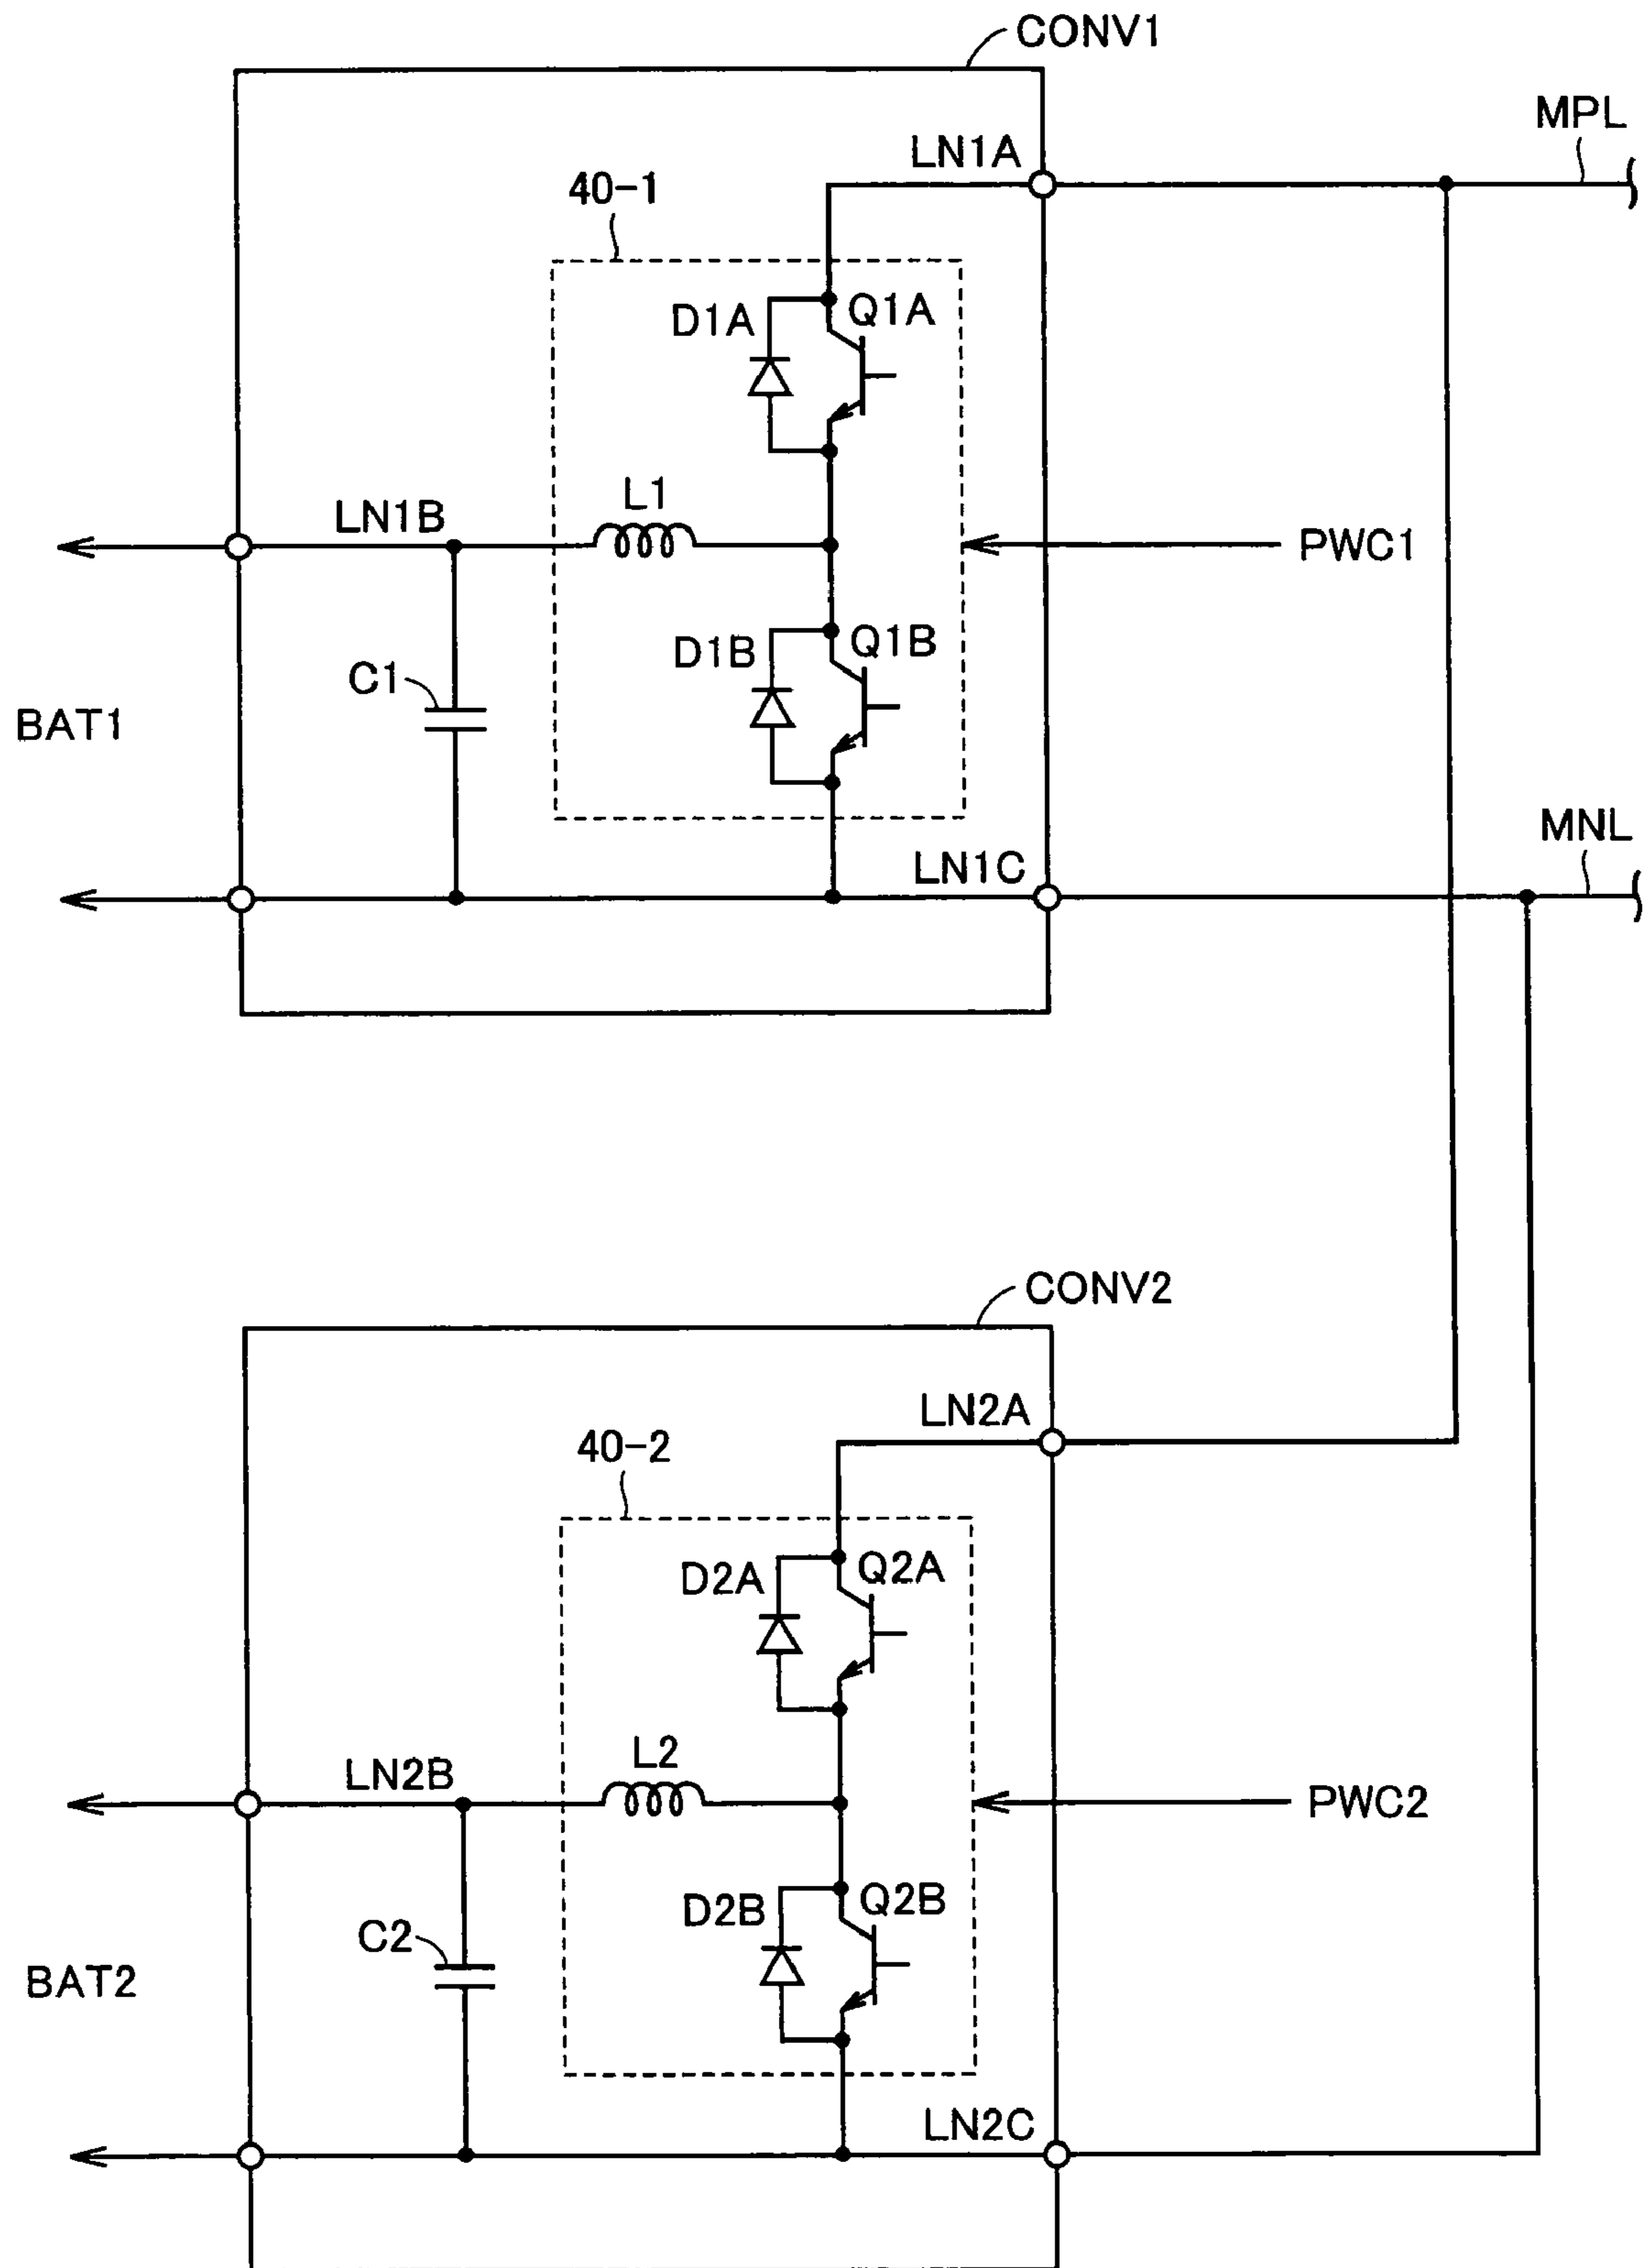 CONV1
MPL
LN1A
40-1
D1A
Q1A
L1
LN1B
PWC1
D1B
Q1B
C1
BAT1
MNL
LN1C
CONV2
LN2A
40-2
D2A
Q2A
L2
LN2B
PWC2
D2B
Q2B
C2
BAT2
LN2C